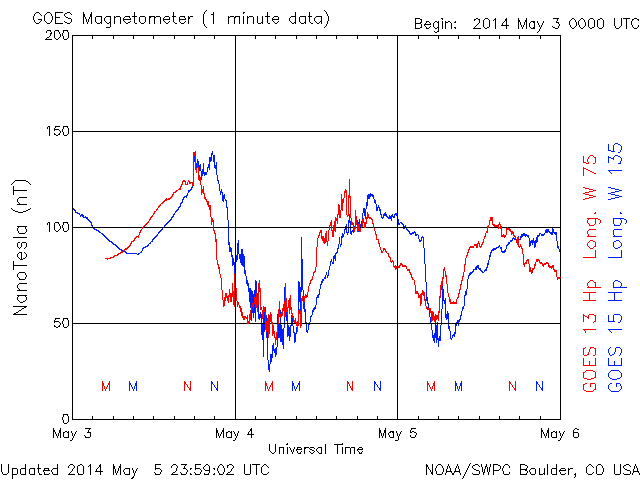 GOES Magnetometer (1 minute data)
Begin: 2014 May 3 0000 UTC
200
150
100
50
0
NanoTesla (nT)
M M N N M M N N M M N N
May 3 May 4 May 5 May 6
Universal Time
GOES 13 Hp Long. W 75
GOES 15 Hp Long. W 135
Updated 2014 May 5 23:59:02 UTC
NOAA/SWPC Boulder, CO USA